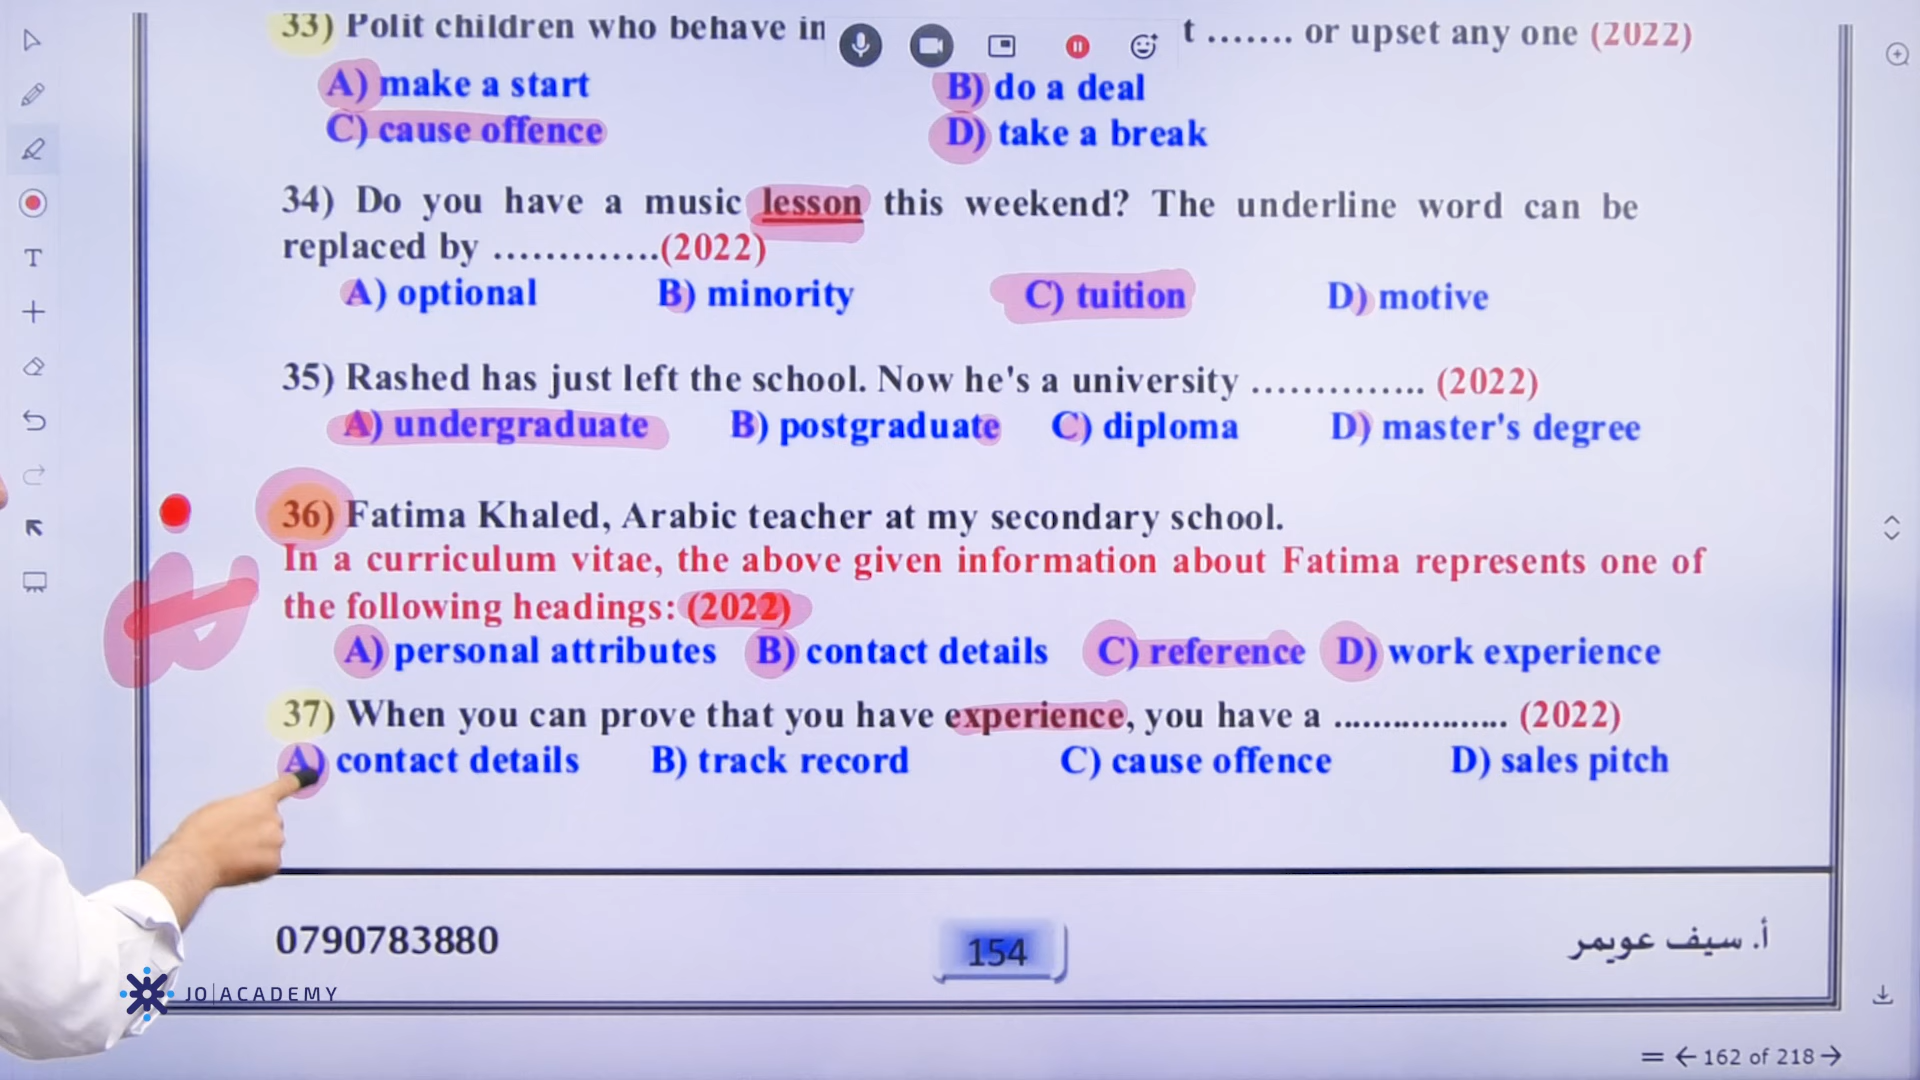 33) Polit children who behave in t ....... or upset any one (2022)
A) make a start B) do a deal
C) cause offence D) take a break
34) Do you have a music lesson this weekend? The underline word can be
replaced by .............(2022)
A) optional B) minority C) tuition D) motive
35) Rashed has just left the school. Now he's a university .............. (2022)
A) undergraduate B) postgraduate C) diploma D) master's degree
36) Fatima Khaled, Arabic teacher at my secondary school.
In a curriculum vitae, the above given information about Fatima represents one of
the following headings: (2022)
A) personal attributes B) contact details C) reference D) work experience
37) When you can prove that you have experience, you have a .................. (2022)
A) contact details B) track record C) cause offence D) sales pitch
0790783880 154 أ. سيف عويمر
JO|ACADEMY
162 of 218